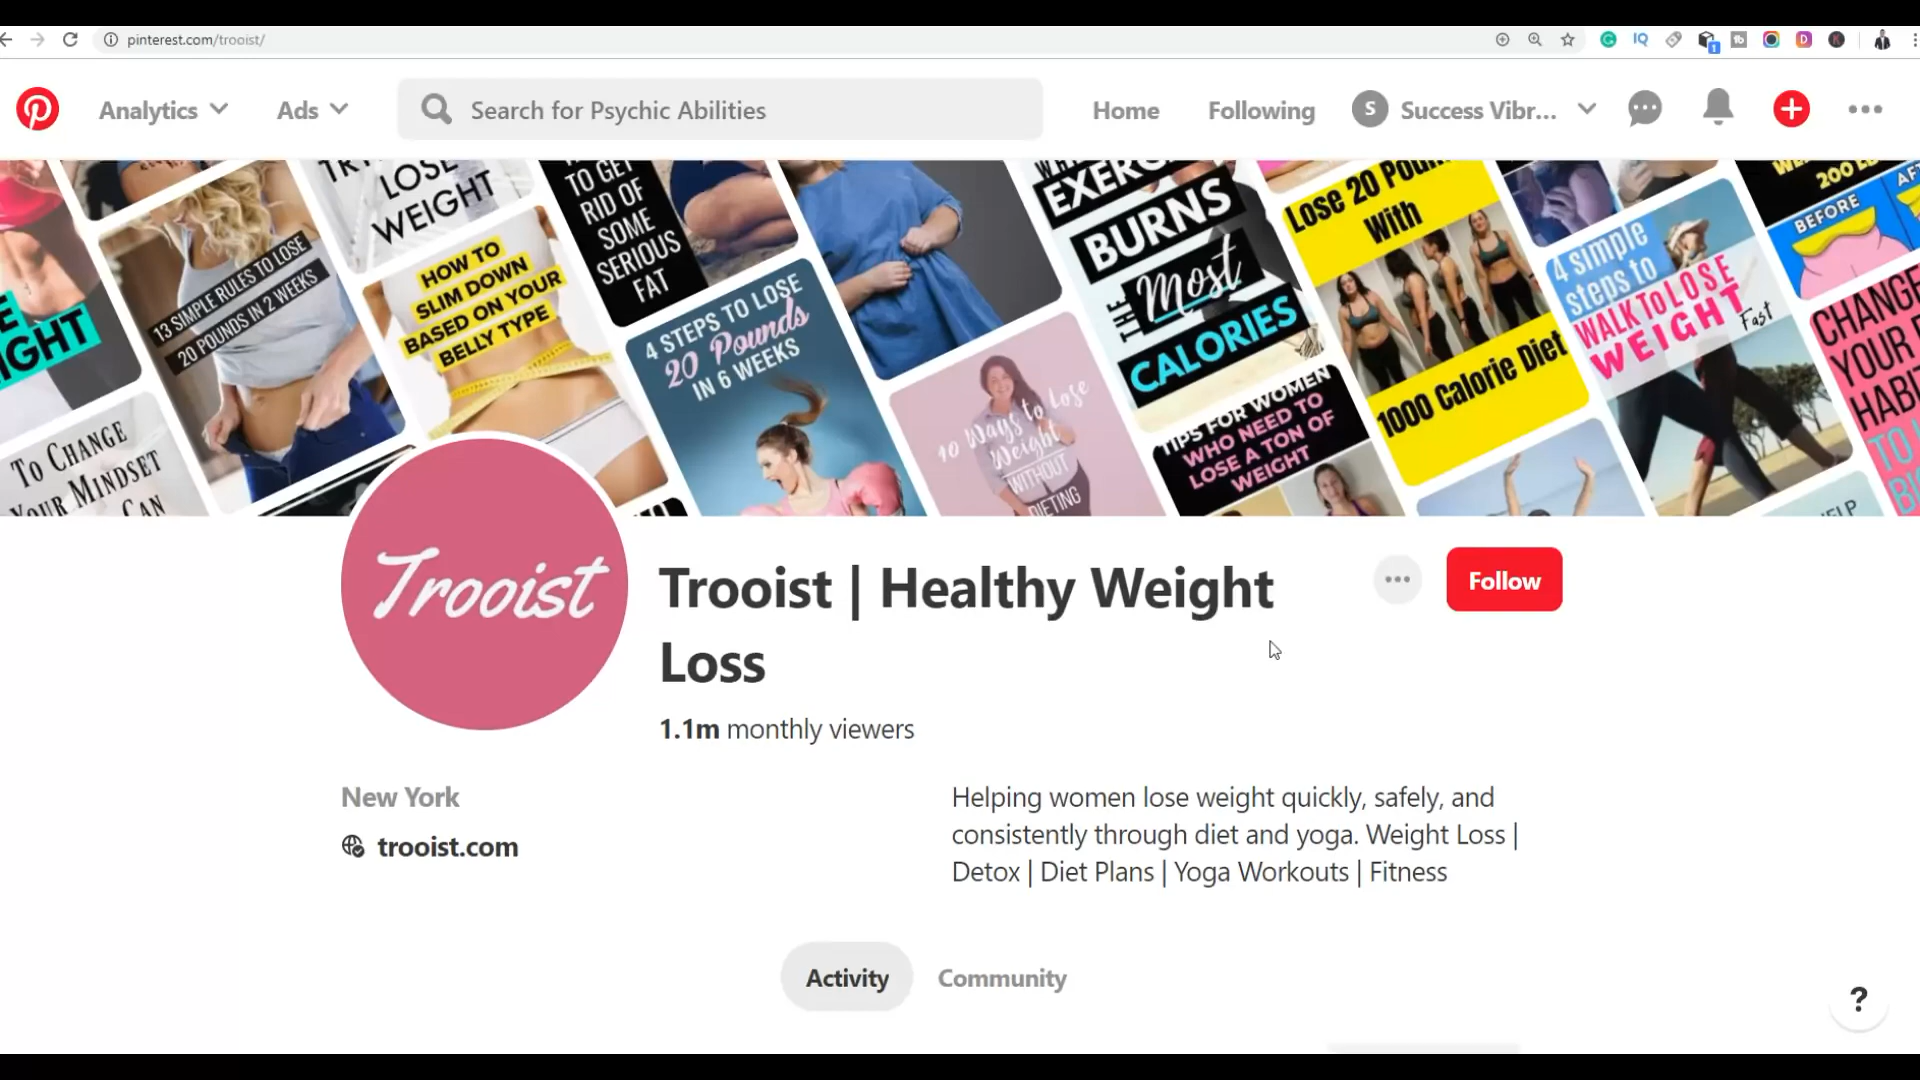 pinterest.com/trooist/
Analytics
Ads
Search for Psychic Abilities
Home
Following
S
Success Vibr...
1
LOSE
WEIGHT
TO GET
RID OF
SOME
SERIOUS
FAT
BURNS
THE Most
CALORIES
Lose 20
With
1000 Calorie Diet
4 simple
steps to
WALK TO LOSE
WEIGHT Fast
200
BEFORE
13 SIMPLE RULES TO LOSE
20 POUNDS IN 2 WEEKS
HOW TO
SLIM DOWN
BASED ON YOUR
BELLY TYPE
4 STEPS TO LOSE
20 Pounds
IN 6 WEEKS
10 Ways to Lose
Weight
WITHOUT
DIETING
TIPS FOR WOMEN
WHO NEED TO
LOSE A TON OF
WEIGHT
CHANGE
YOUR
TO
To CHANGE
YOUR MINDSET
CAN
Trooist
Trooist | Healthy Weight
Loss
Follow
1.1m monthly viewers
New York
trooist.com
Helping women lose weight quickly, safely, and
consistently through diet and yoga. Weight Loss |
Detox | Diet Plans | Yoga Workouts | Fitness
Activity
Community
?